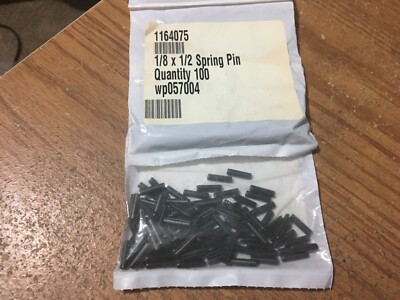 1164075
1/8 x 1/2 Spring Pin
Quantity 100
wp057004